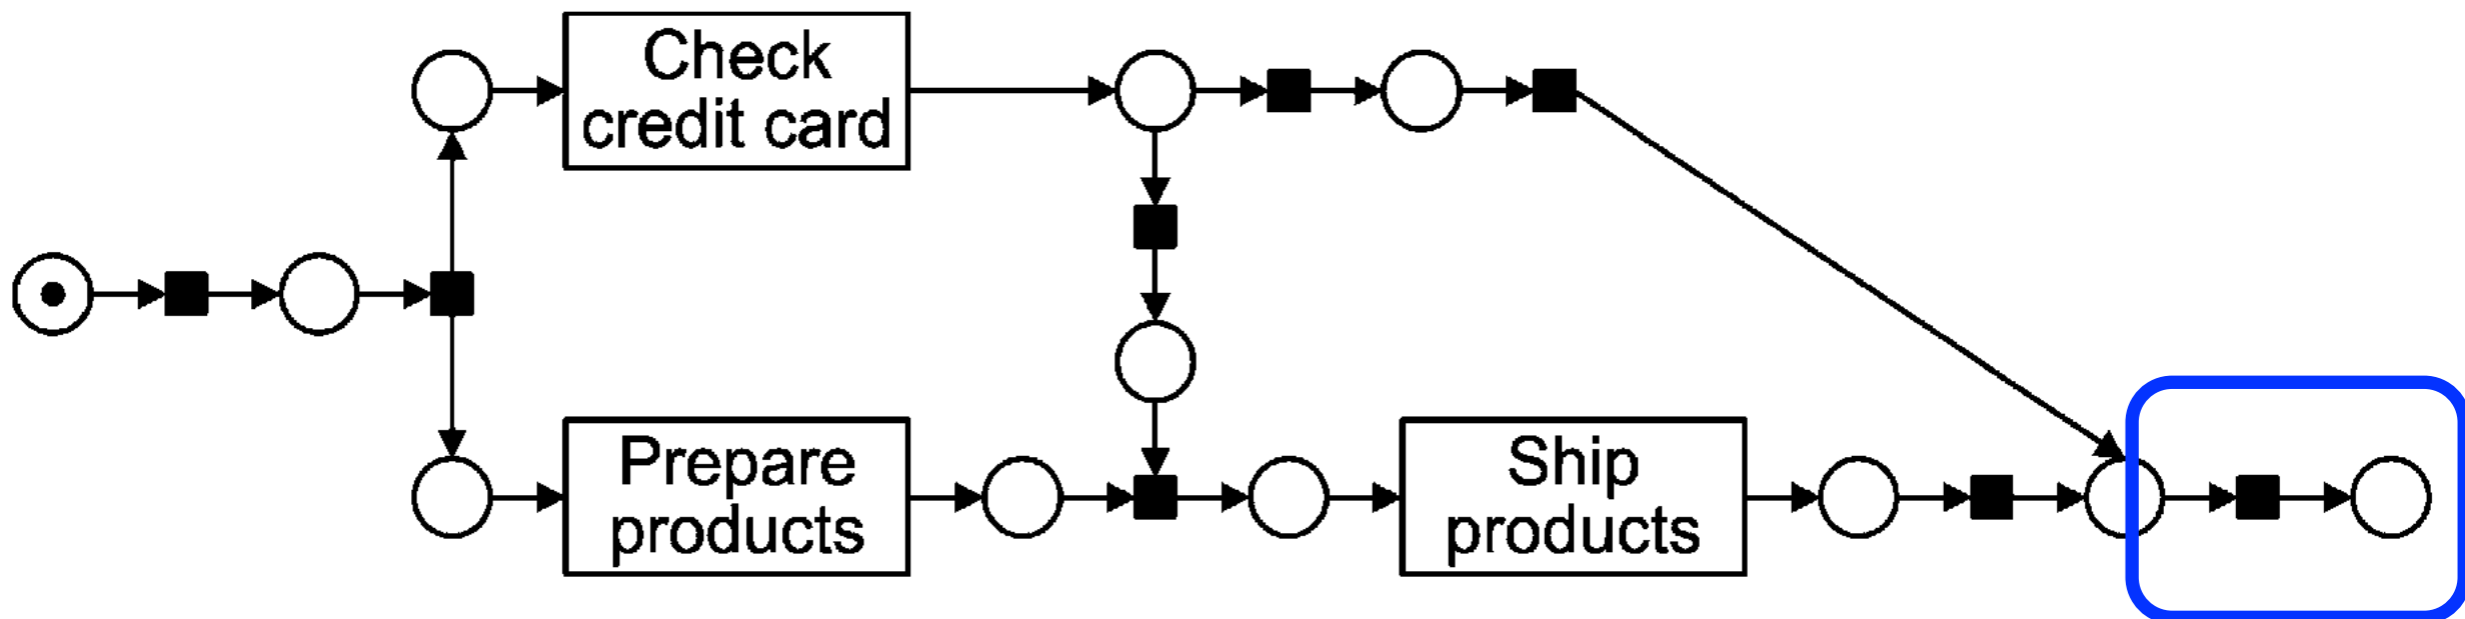 Check
credit card
Prepare
products
Ship
products